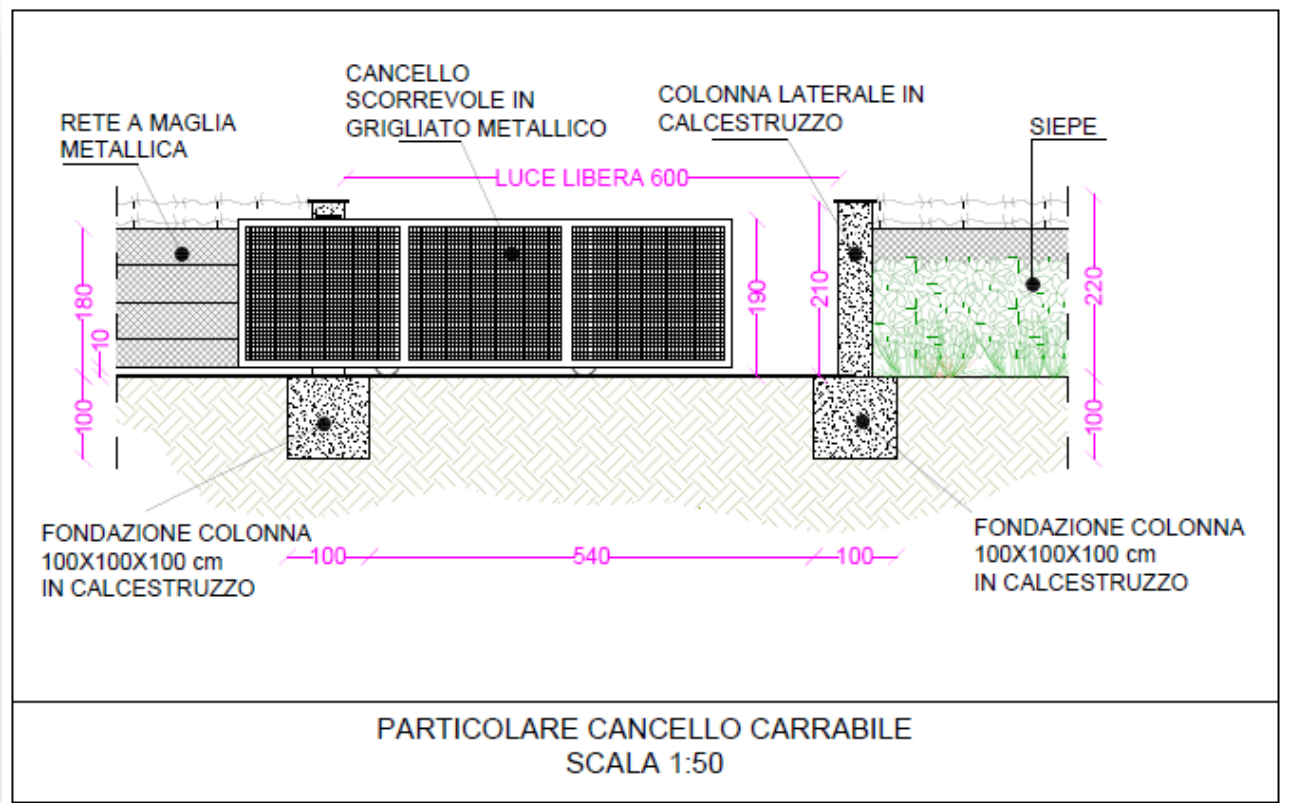 CANCELLO
SCORREVOLE IN
GRIGLIATO METALLICO
COLONNA LATERALE IN
CALCESTRUZZO
RETE A MAGLIA
METALLICA
SIEPE
LUCE LIBERA 600
180
10
100
190
210
220
100
FONDAZIONE COLONNA
100X100X100 cm
IN CALCESTRUZZO
100
540
100
FONDAZIONE COLONNA
100X100X100 cm
IN CALCESTRUZZO
PARTICOLARE CANCELLO CARRABILE
SCALA 1:50